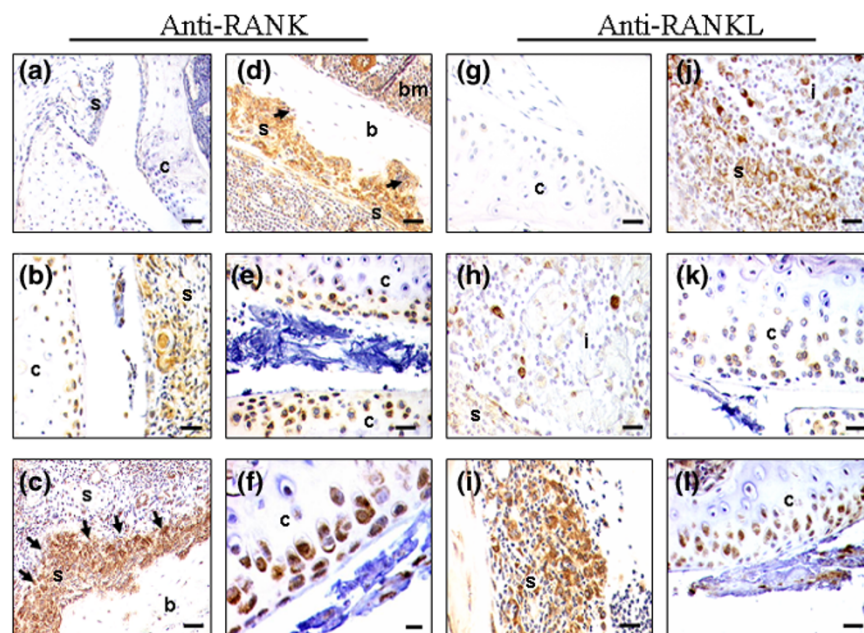 Anti-RANK Anti-RANKL
(a) (d) (g) (j)
s c s b bm s c i s
(b) (e) (h) (k)
c s c c i s c
(c) (f) (i) (l)
s s b c s c